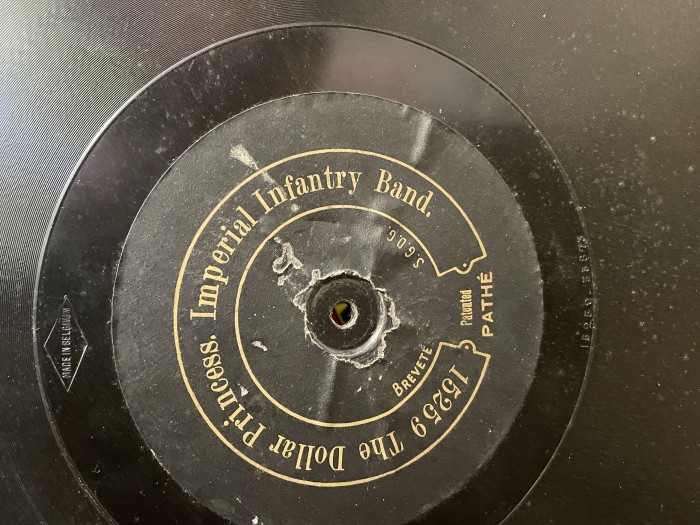 15259 The Dollar Princess. Imperial Infantry Band.
BREVETÉ S.G.D.G.
Patented
PATHÉ
MADE IN BELGIUM